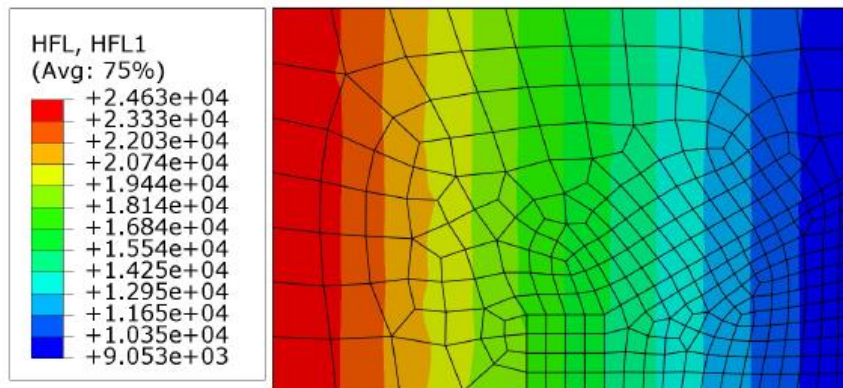 HFL, HFL1
(Avg: 75%)
+2.463e+04
+2.333e+04
+2.203e+04
+2.074e+04
+1.944e+04
+1.814e+04
+1.684e+04
+1.554e+04
+1.425e+04
+1.295e+04
+1.165e+04
+1.035e+04
+9.053e+03